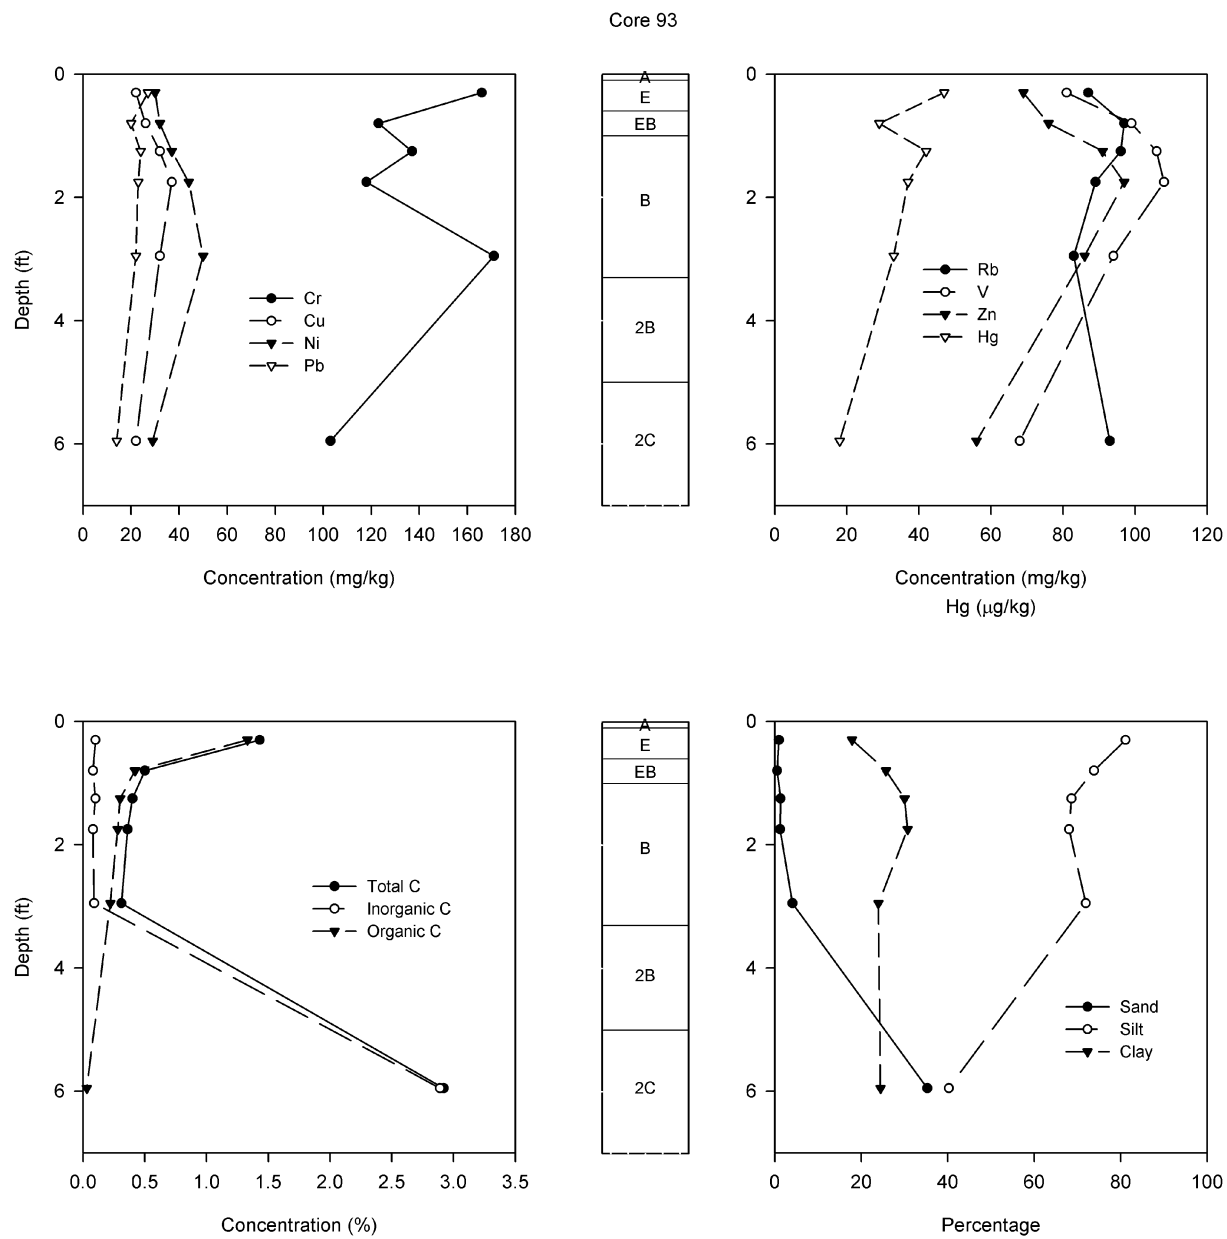 Core 93
0
2
4
6
Depth (ft)
Cr
Cu
Ni
Pb
0 20 40 60 80 100 120 140 160 180
Concentration (mg/kg)
A
E
EB
B
2B
2C
0
2
4
6
Rb
V
Zn
Hg
0 20 40 60 80 100 120
Concentration (mg/kg)
Hg (μg/kg)
0
2
4
6
Depth (ft)
Total C
Inorganic C
Organic C
0.0 0.5 1.0 1.5 2.0 2.5 3.0 3.5
Concentration (%)
A
E
EB
B
2B
2C
0
2
4
6
Sand
Silt
Clay
0 20 40 60 80 100
Percentage